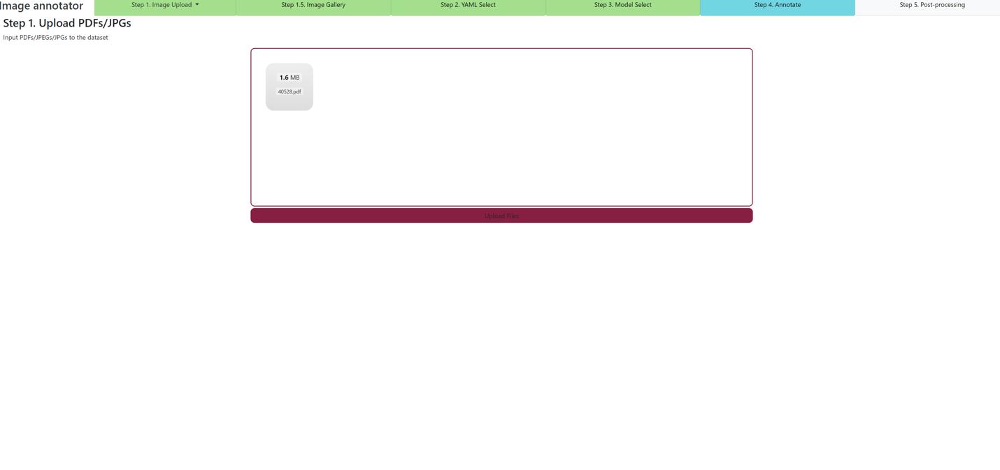 Image annotator
Step 1. Image Upload
Step 1.5. Image Gallery
Step 2. YAML Select
Step 3. Model Select
Step 4. Annotate
Step 5. Post-processing
Step 1. Upload PDFs/JPGs
Input PDFs/JPEGs/JPGs to the dataset
1.6 MB
40528.pdf
Upload Files